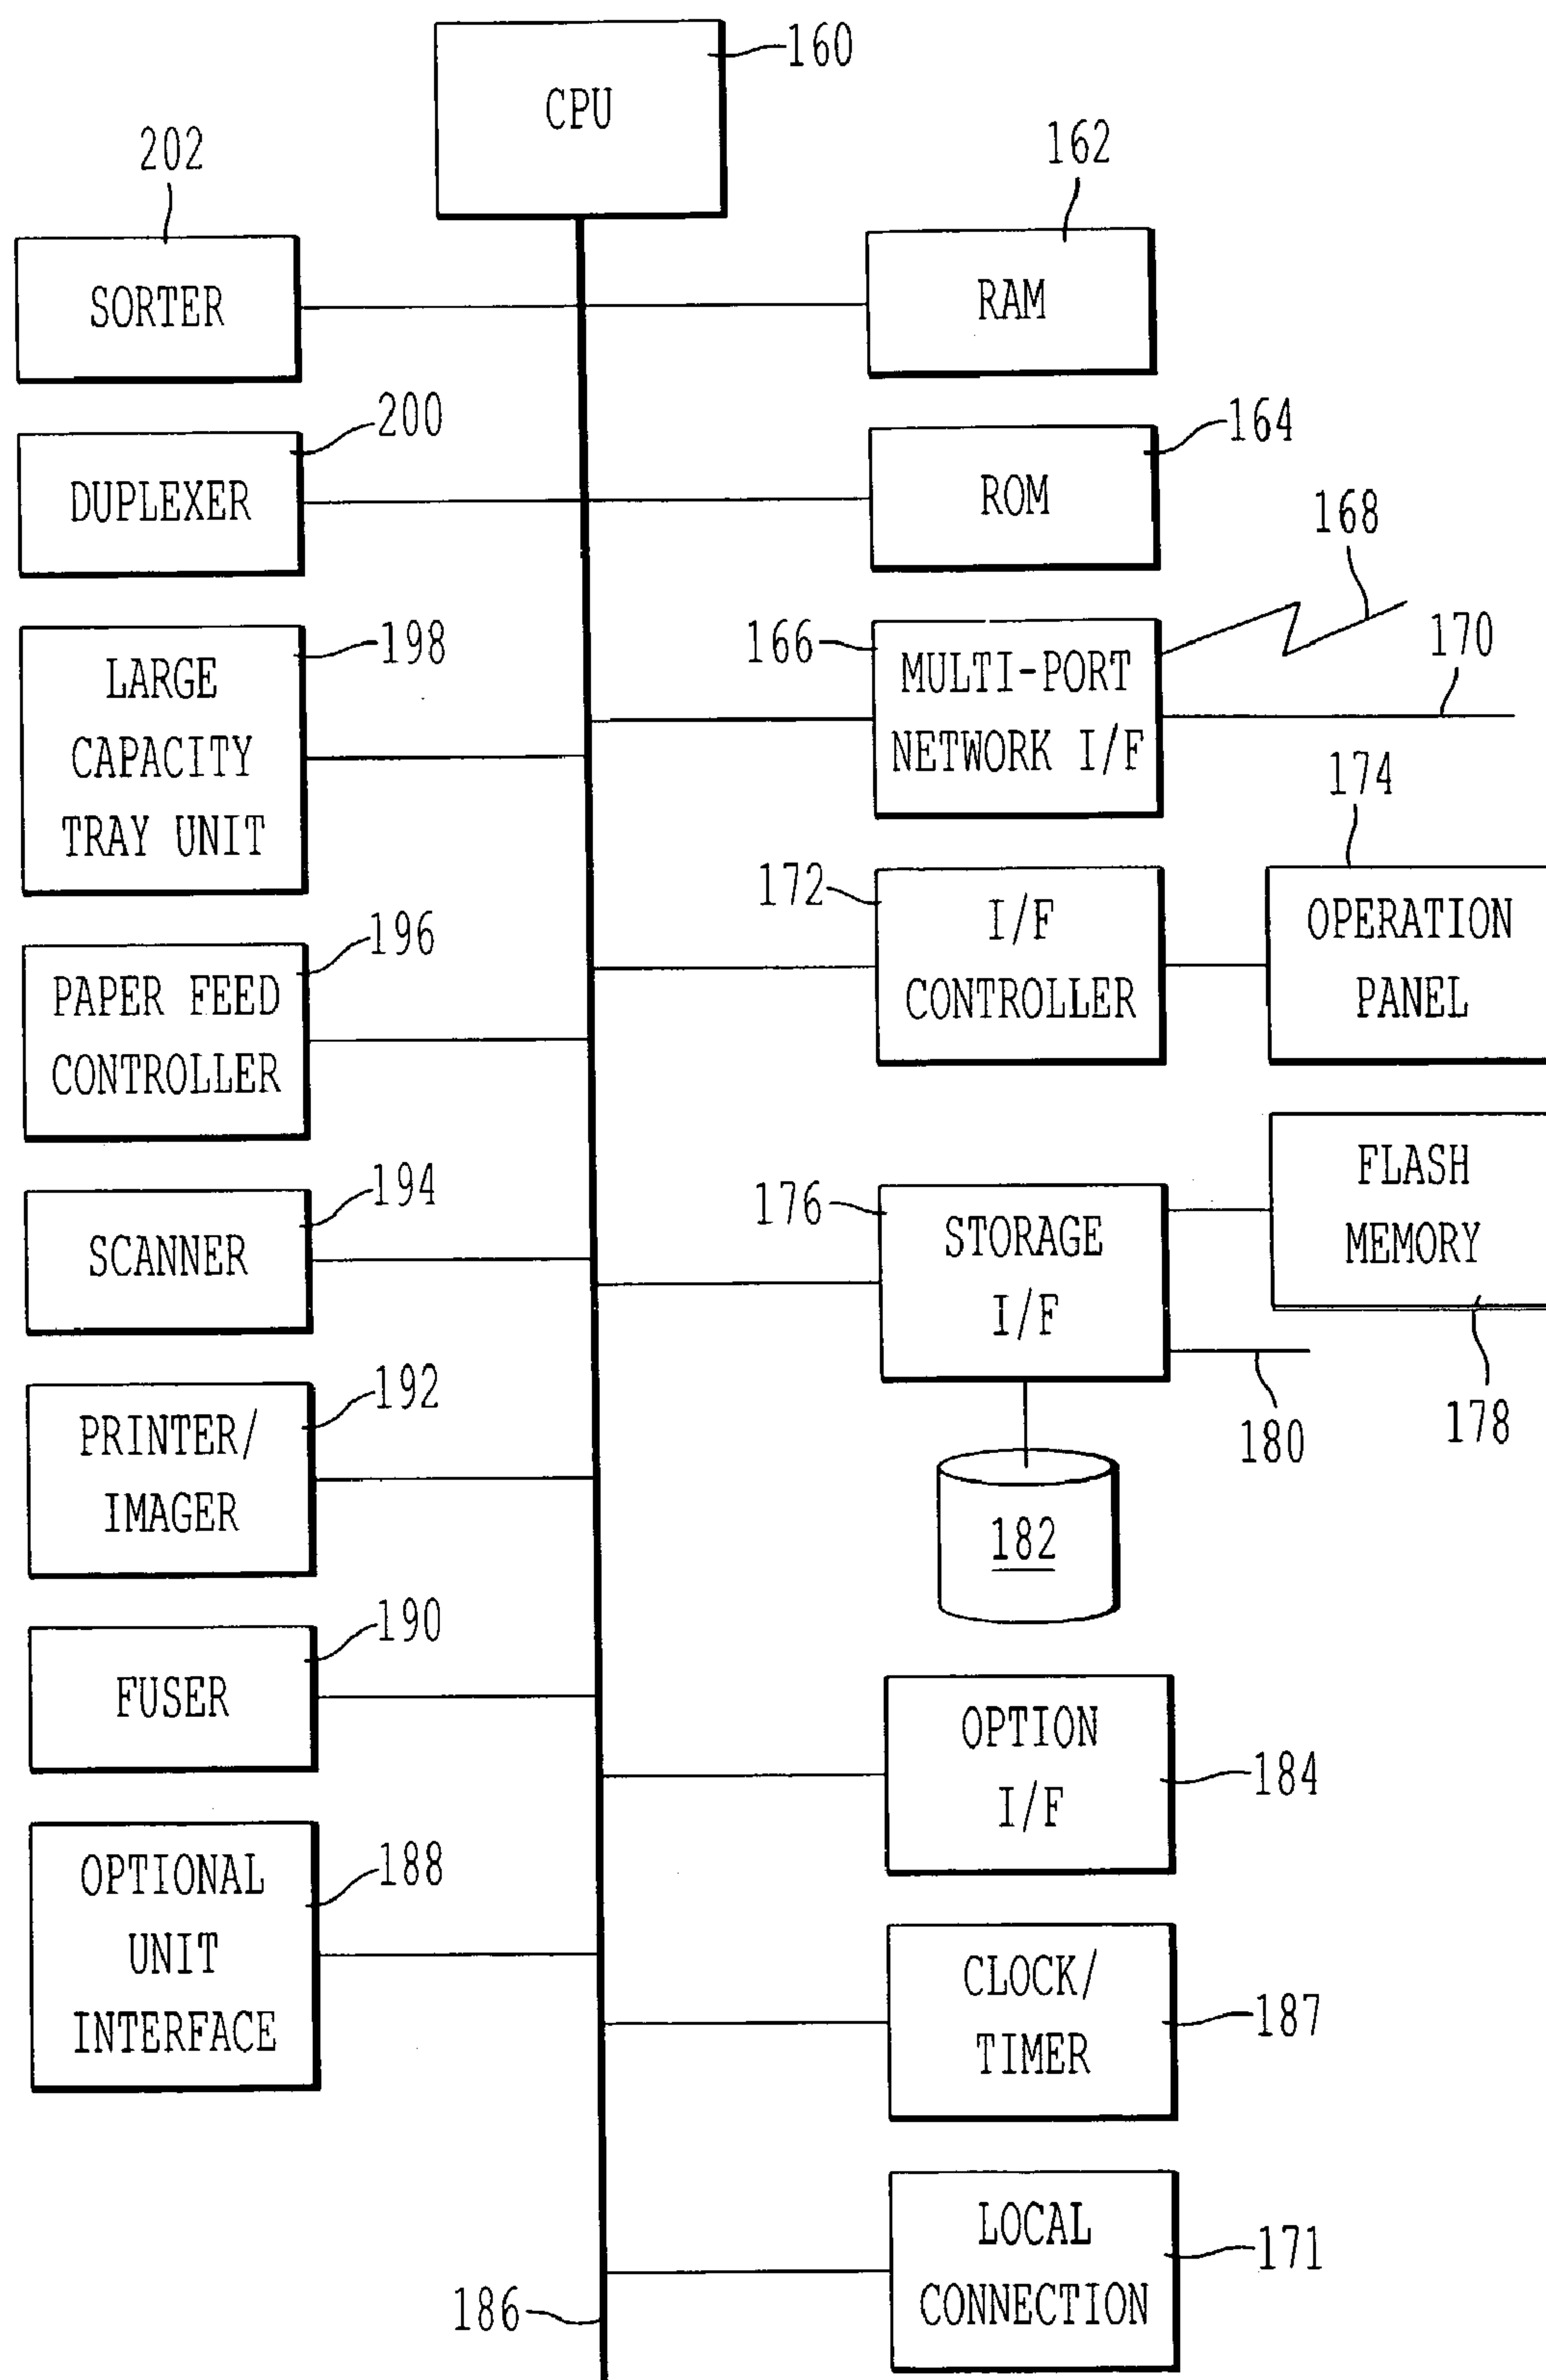 160
CPU
202
162
SORTER
RAM
200
164
DUPLEXER
ROM
168
198
166
170
LARGE
CAPACITY
TRAY UNIT
MULTI-PORT
NETWORK I/F
174
172
196
I/F
CONTROLLER
OPERATION
PANEL
PAPER FEED
CONTROLLER
194
176
FLASH
MEMORY
SCANNER
STORAGE
I/F
192
180
178
PRINTER/
IMAGER
182
190
FUSER
OPTION
I/F
184
188
OPTIONAL
UNIT
INTERFACE
CLOCK/
TIMER
187
LOCAL
CONNECTION
171
186